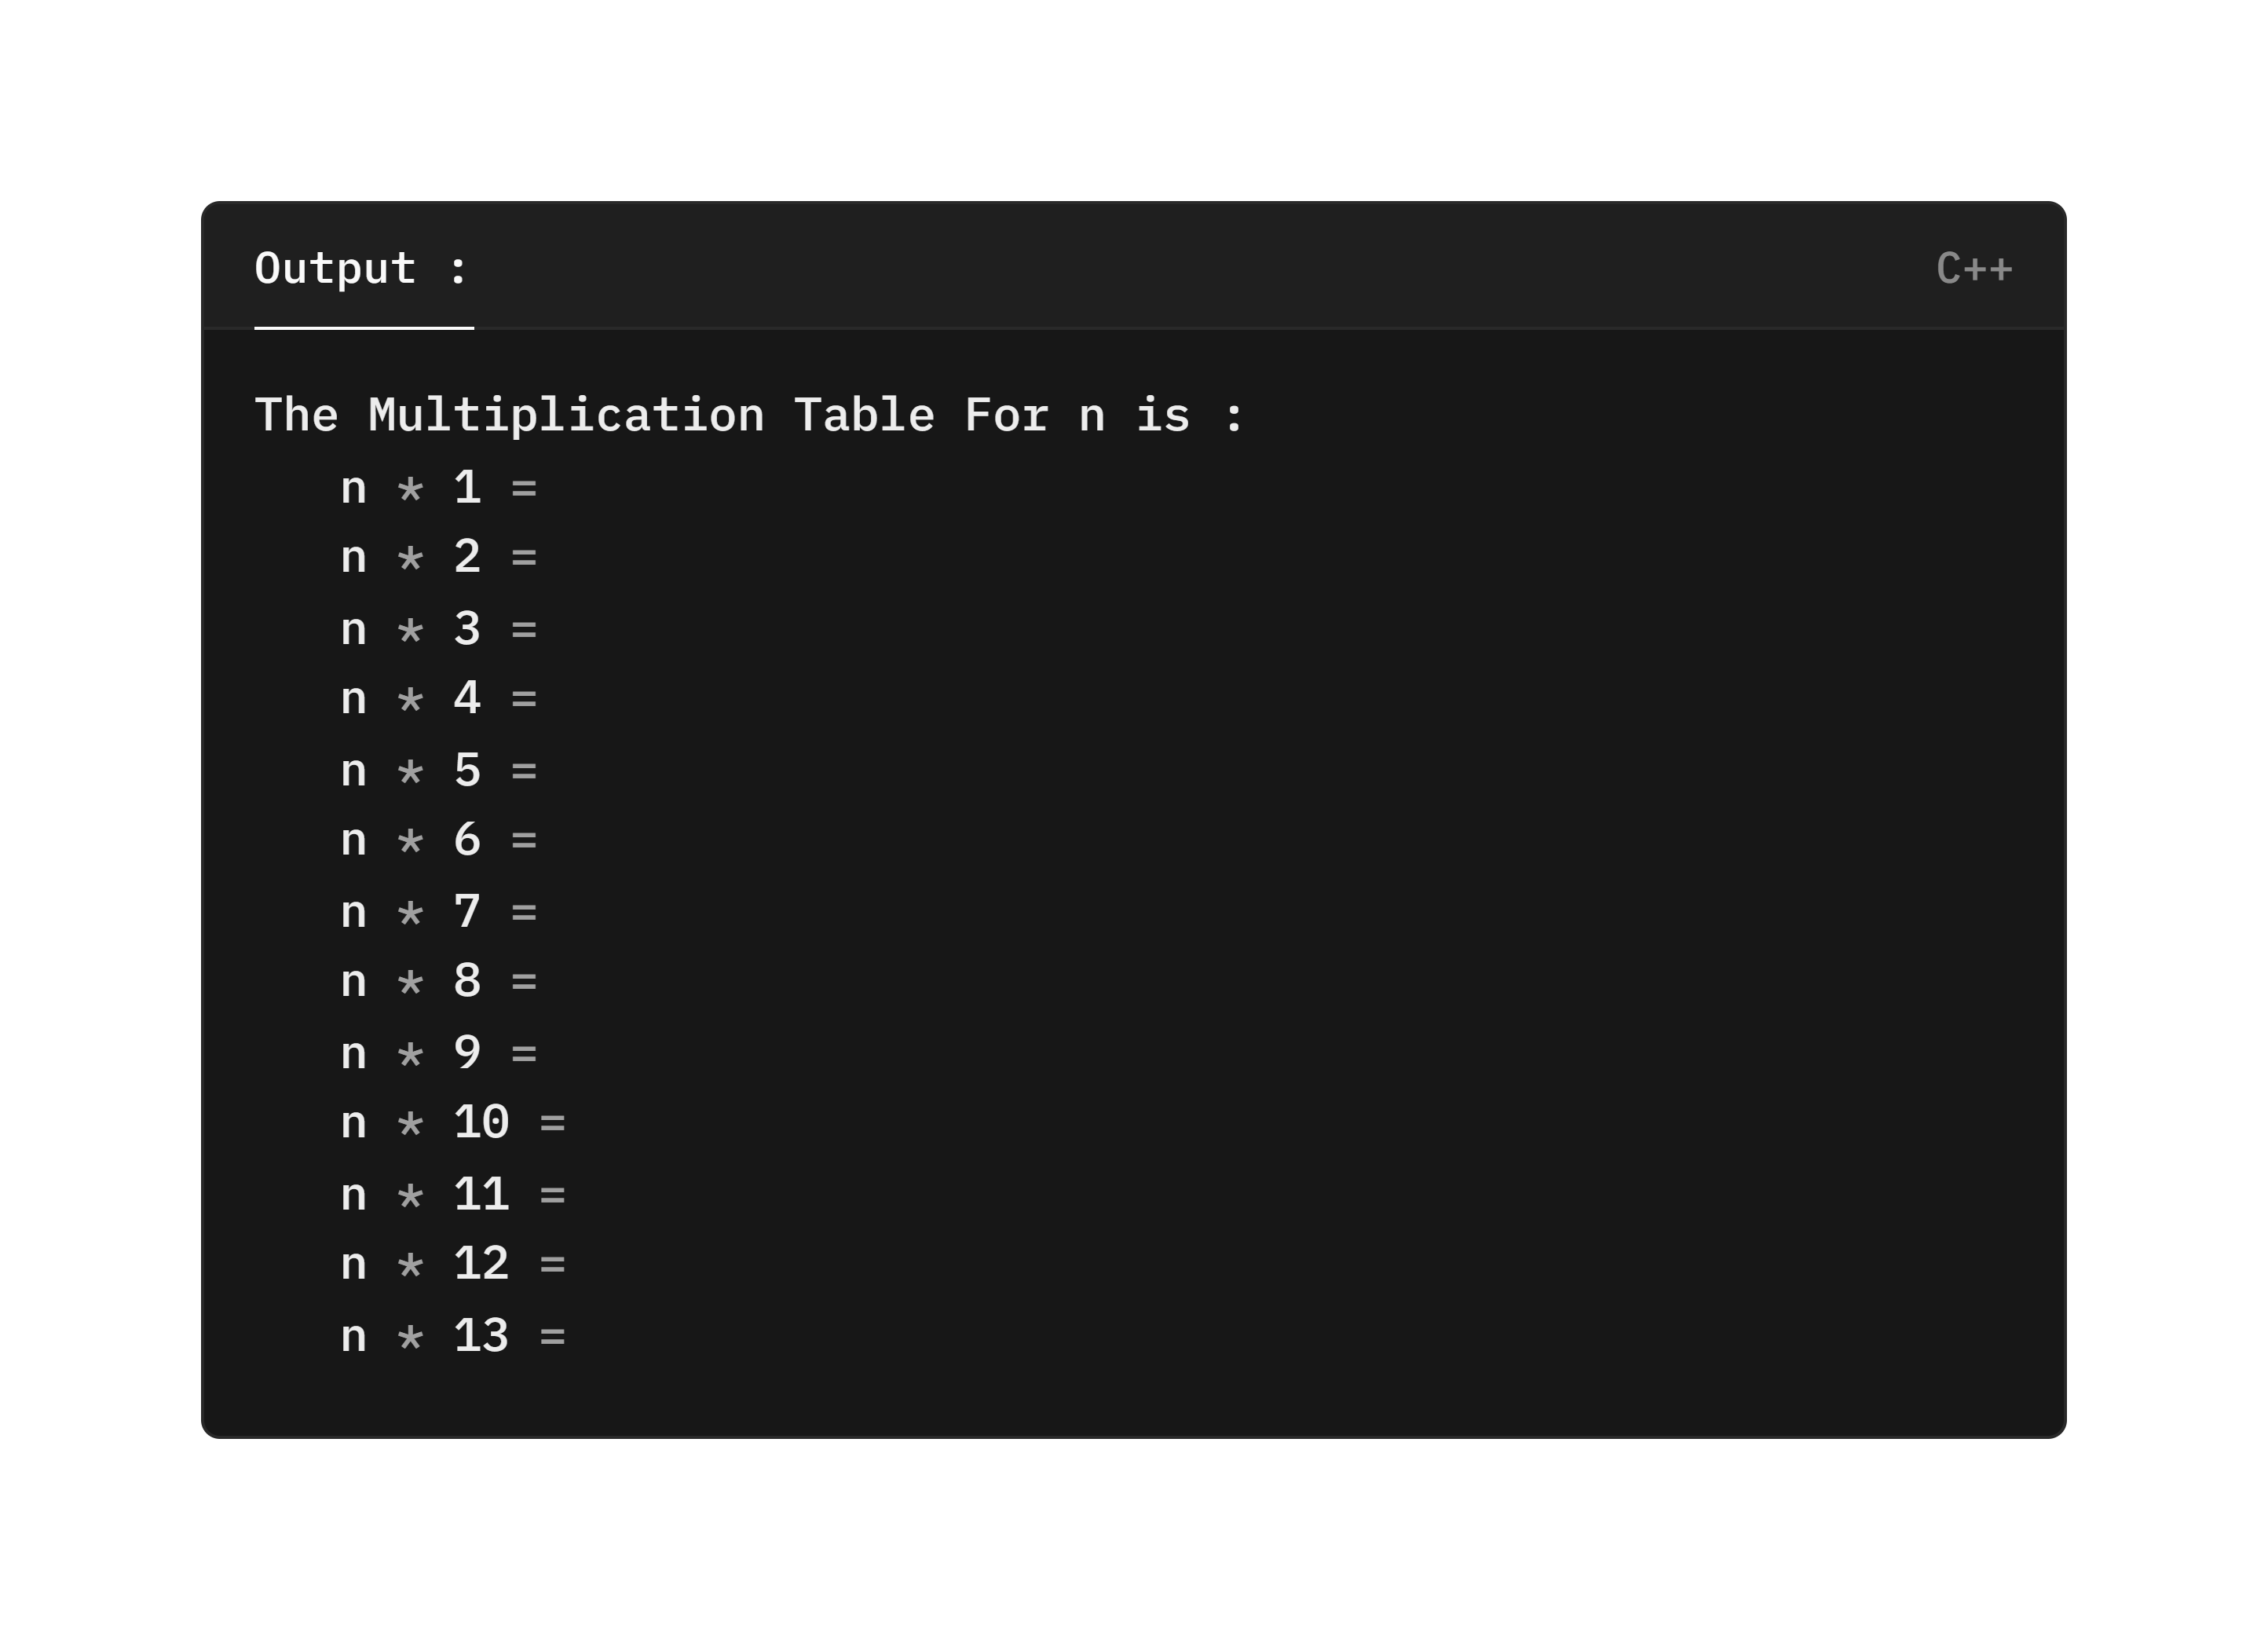 Output :
C++
The Multiplication Table For n is :
n * 1 =
n * 2 =
n * 3 =
n * 4 =
n * 5 =
n * 6 =
n * 7 =
n * 8 =
n * 9 =
n * 10 =
n * 11 =
n * 12 =
n * 13 =